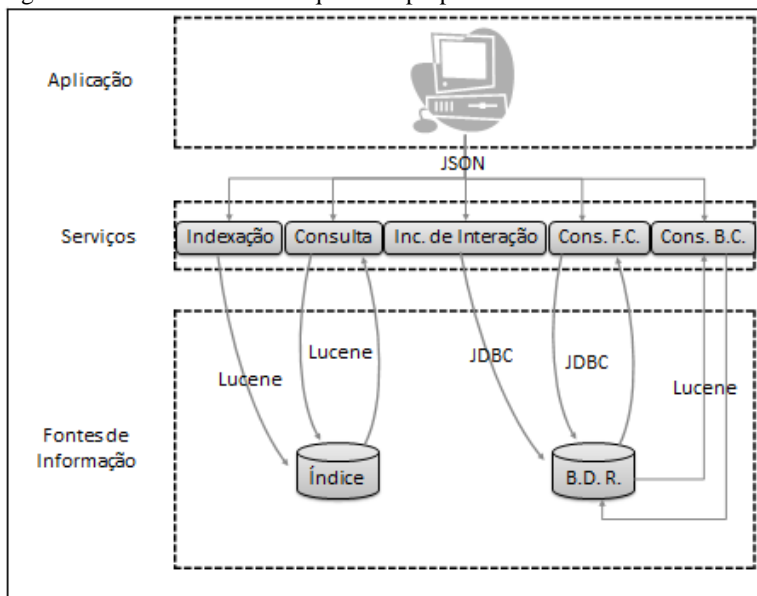 Aplicação
JSON
Serviços
Indexação
Consulta
Inc. de Interação
Cons. F.C.
Cons. B.C.
Lucene
Lucene
JDBC
JDBC
Lucene
Fontes de
Informação
Índice
B.D. R.